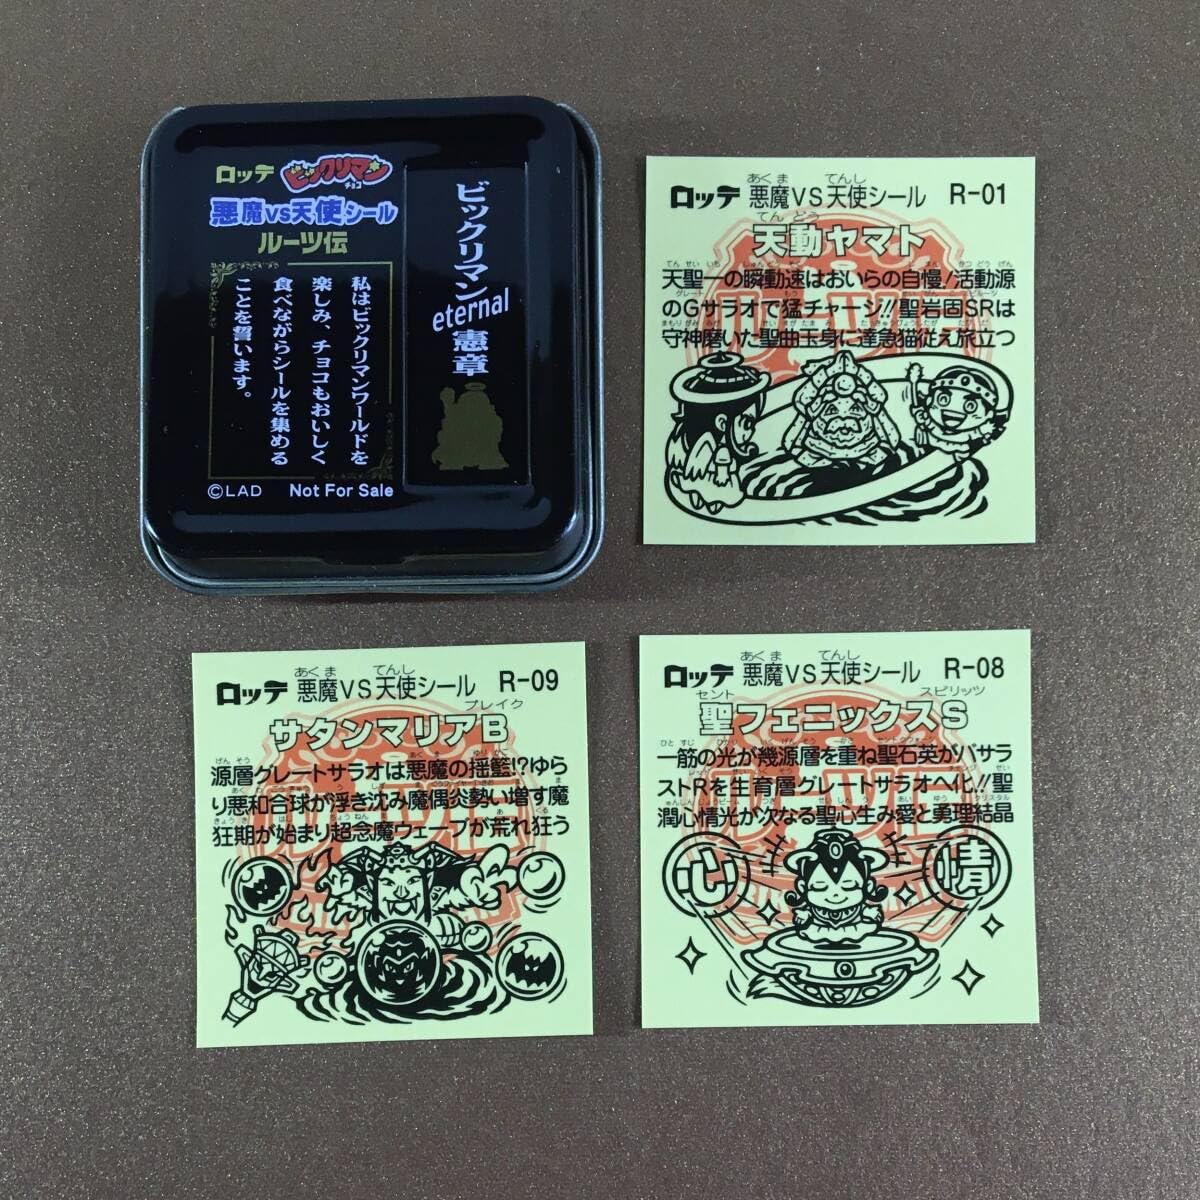 ロッテ ビックリマン
チョコ
悪魔VS天使シール
ルーツ伝
私はビックリマンワールドを
楽しみ、チョコもおいしく
食べながらシールを集める
ことを誓います。
©LAD Not For Sale
ビックリマン
eternal
憲章
ロッテ 悪魔VS天使シール R-01
あくま てんし
てんどう
天動ヤマト
天聖一の瞬動速はおいらの自慢!活動源
のGサラオで猛チャージ!!聖岩固SRは
守神磨いた聖曲玉身に達急猫従え旅立つ
ロッテ 悪魔VS天使シール R-09
あくま てんし
ブレイク
サタンマリアB
源層グレートサラオは悪魔の揺籃!?ゆら
り悪和合球が浮き沈み魔偶炎勢い増す魔
狂期が始まり超念魔ウェーブが荒れ狂う
ロッテ 悪魔VS天使シール R-08
あくま てんし
セント スピリッツ
聖フェニックスS
一筋の光が幾源層を重ね聖石英がバサラ
ストRを生育層グレートサラオへ化!!聖
潤心情光が次なる聖心生み愛と勇理結晶
心
情